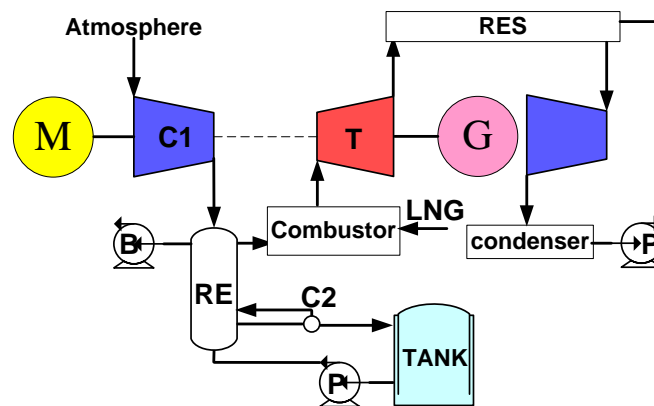 RES
Atmosphere
M
C1
T
G
LNG
Combustor
B
condenser
P
RE
C2
TANK
P